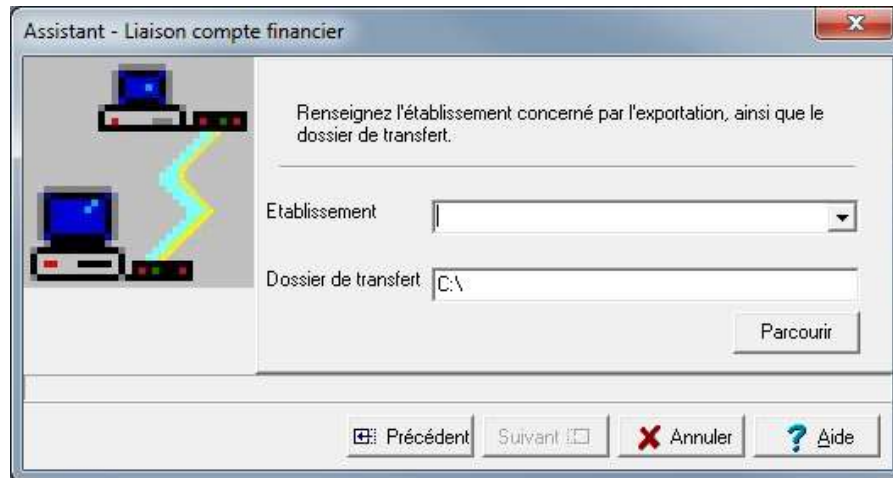 Assistant - Liaison compte financier
Renseignez l'établissement concerné par l'exportation, ainsi que le
dossier de transfert.
Etablissement
Dossier de transfert C:\
Parcourir
Précédent Suivant Annuler Aide